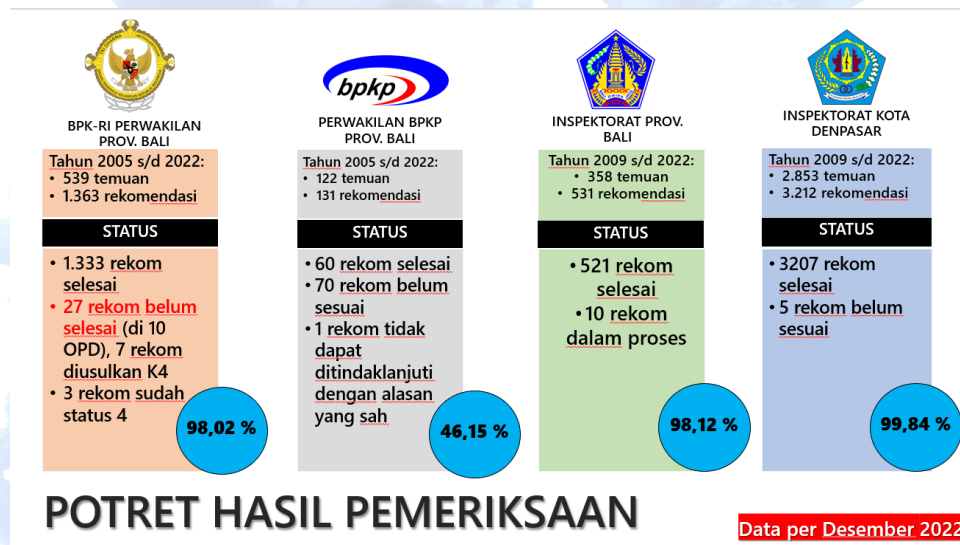 bpkp
BPK-RI PERWAKILAN
PROV. BALI
Tahun 2005 s/d 2022:
• 539 temuan
• 1.363 rekomendasi
STATUS
• 1.333 rekom
selesai
• 27 rekom belum
selesai (di 10
OPD), 7 rekom
diusulkan K4
• 3 rekom sudah
status 4
98,02 %
PERWAKILAN BPKP
PROV. BALI
Tahun 2005 s/d 2022:
• 122 temuan
• 131 rekomendasi
STATUS
• 60 rekom selesai
• 70 rekom belum
sesuai
• 1 rekom tidak
dapat
ditindaklanjuti
dengan alasan
yang sah
46,15 %
INSPEKTORAT PROV.
BALI
Tahun 2009 s/d 2022:
• 358 temuan
• 531 rekomendasi
STATUS
• 521 rekom
selesai
• 10 rekom
dalam proses
98,12 %
INSPEKTORAT KOTA
DENPASAR
Tahun 2009 s/d 2022:
• 2.853 temuan
• 3.212 rekomendasi
STATUS
• 3207 rekom
selesai
• 5 rekom belum
sesuai
99,84 %
POTRET HASIL PEMERIKSAAN
Data per Desember 2022